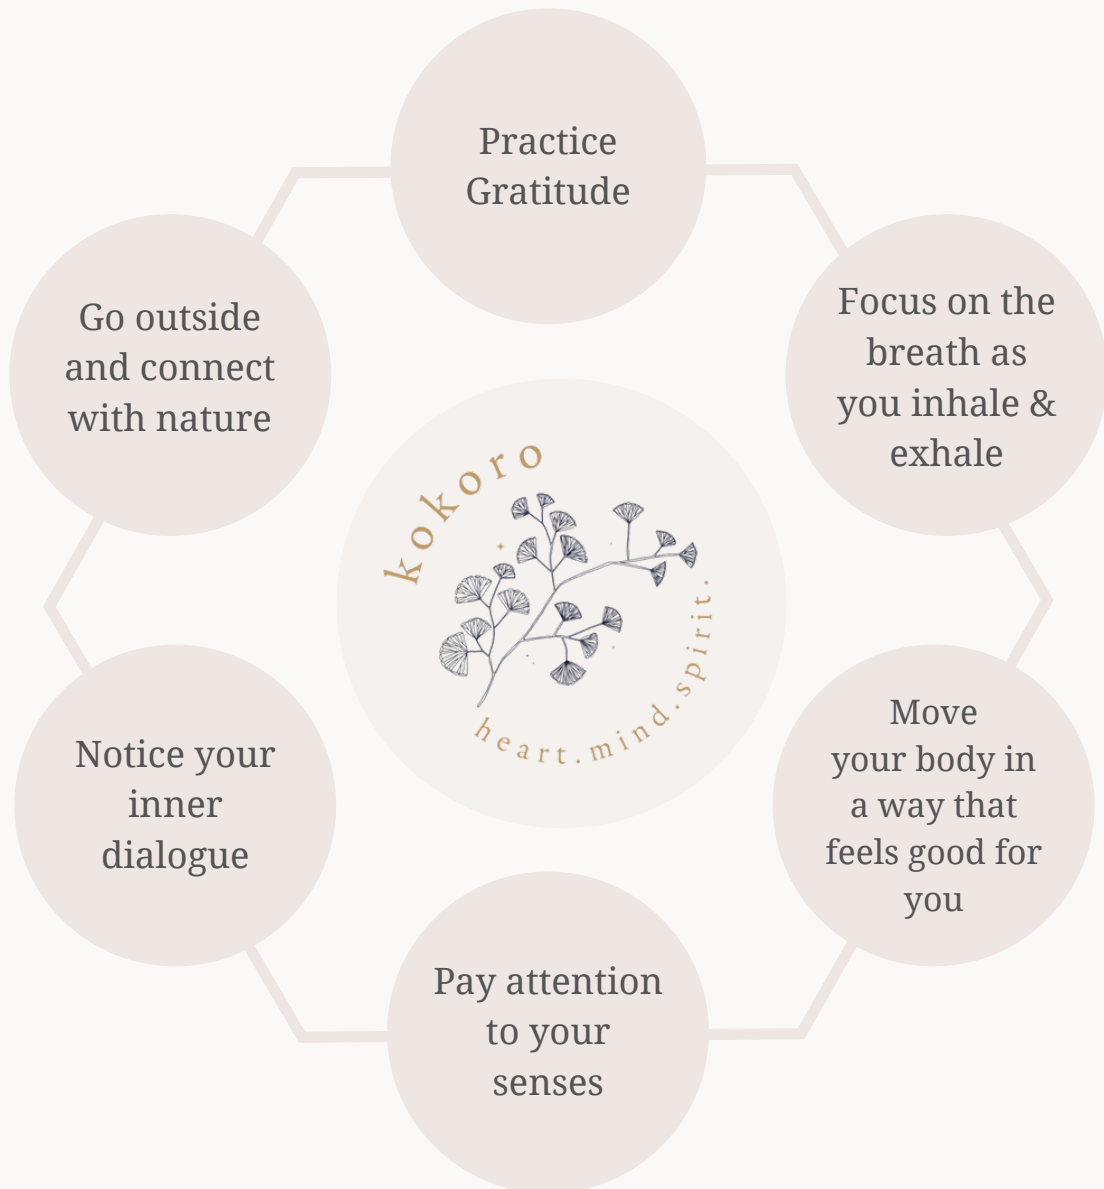 Practice
Gratitude
Focus on the
breath as
you inhale &
exhale
Move
your body in
a way that
feels good for
you
Pay attention
to your
senses
Notice your
inner
dialogue
Go outside
and connect
with nature
kokoro
heart.mind.spirit.